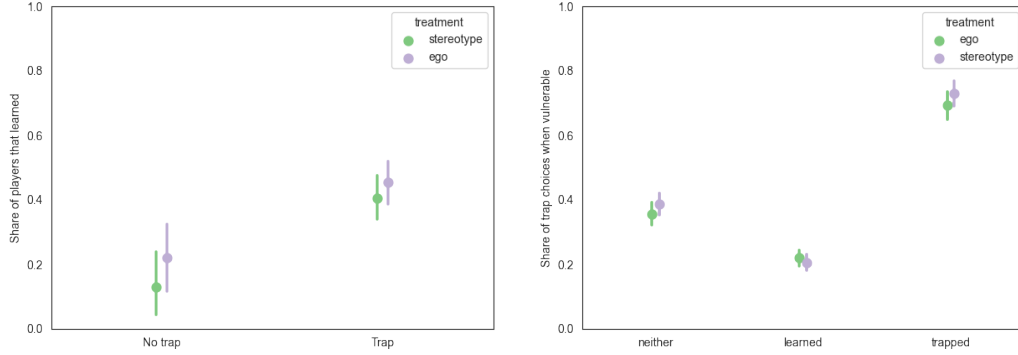 1.0
0.8
0.6
0.4
0.2
0.0
Share of players that learned
treatment
stereotype
ego
No trap
Trap
1.0
0.8
0.6
0.4
0.2
0.0
Share of trap choices when vulnerable
treatment
ego
stereotype
neither
learned
trapped